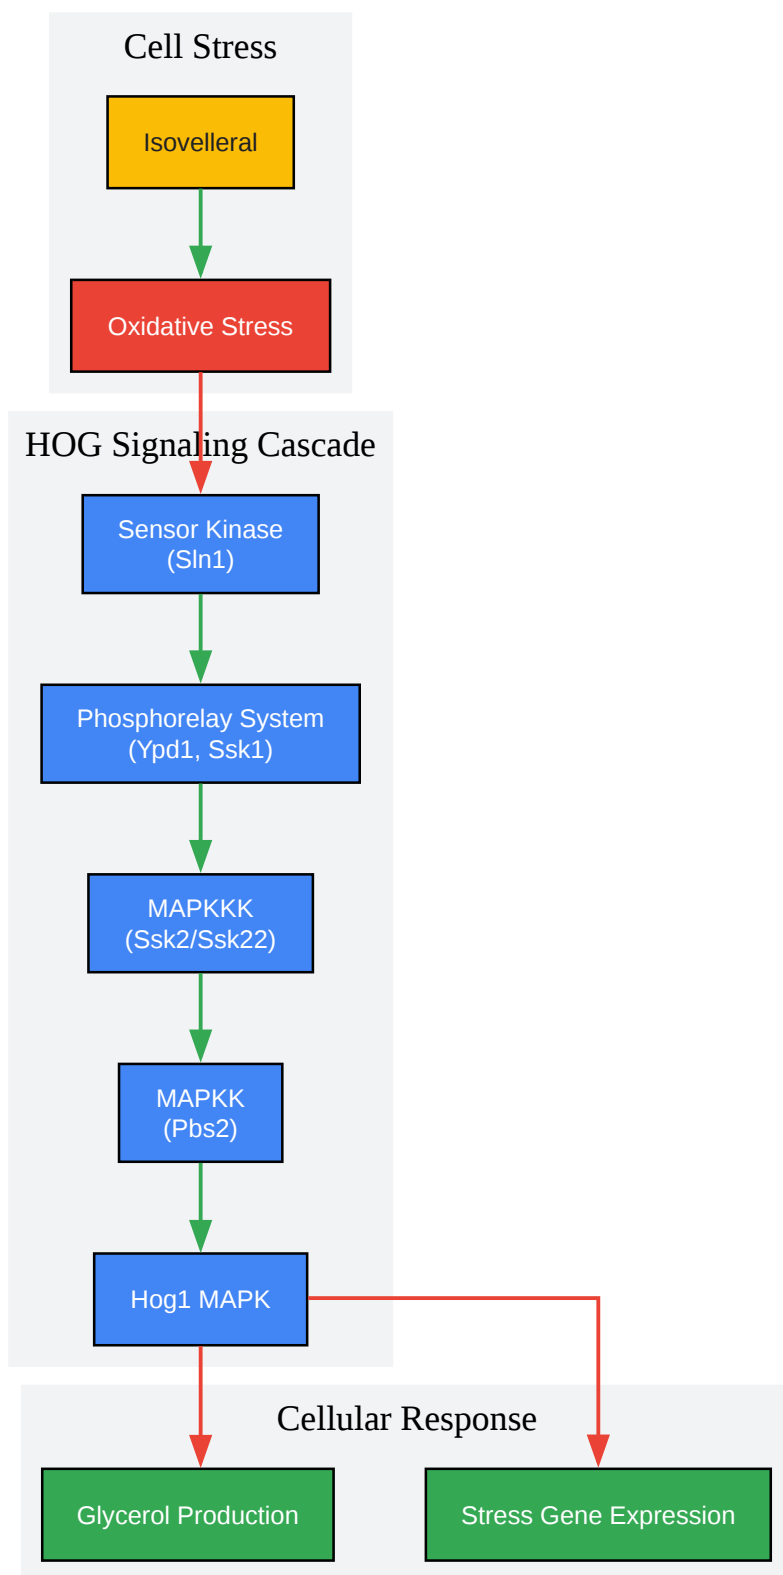 Cell Stress
Isovelleral
Oxidative Stress
HOG Signaling Cascade
Sensor Kinase
(Sln1)
Phosphorelay System
(Ypd1, Ssk1)
MAPKKK
(Ssk2/Ssk22)
MAPKK
(Pbs2)
Hog1 MAPK
Cellular Response
Glycerol Production
Stress Gene Expression